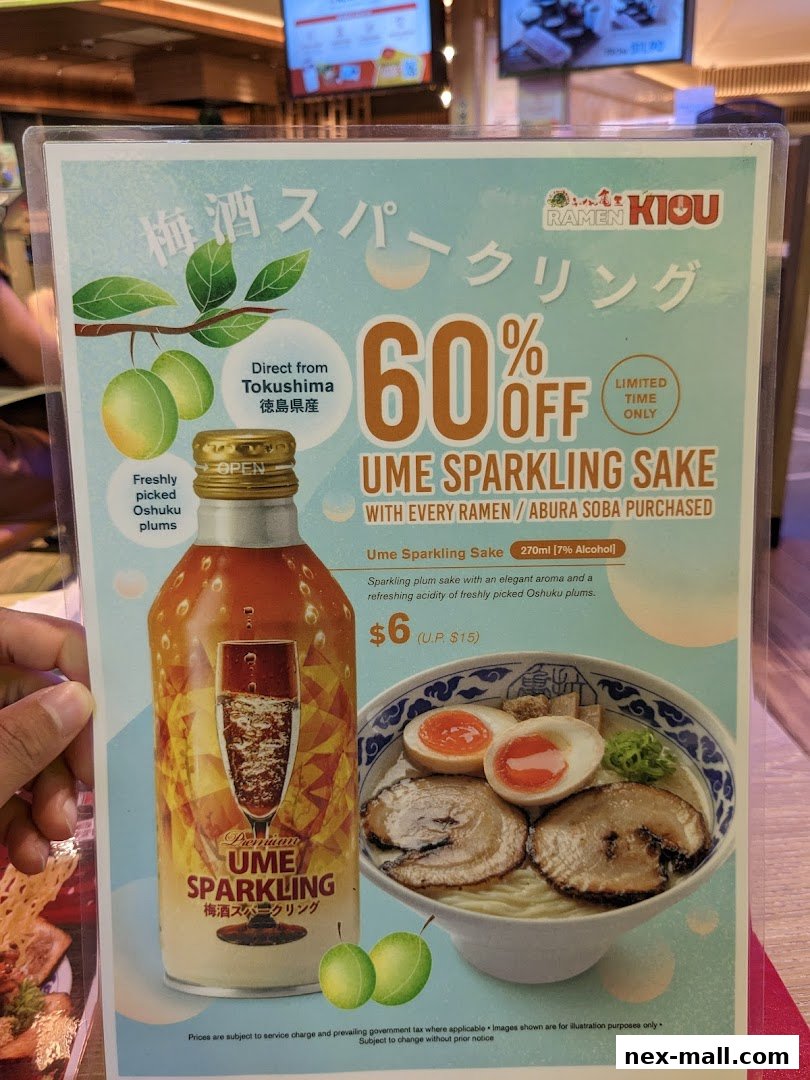 梅酒スパークリング
RAMEN KIOU
60% OFF
LIMITED
TIME
ONLY
UME SPARKLING SAKE
WITH EVERY RAMEN / ABURA SOBA PURCHASED
Direct from
Tokushima
徳島県産
Freshly
picked
Oshuku
plums
OPEN
Ume Sparkling Sake 270ml [7% Alcohol]
Sparkling plum sake with an elegant aroma and a
refreshing acidity of freshly picked Oshuku plums.
$6 (U.P. $15)
Premium
UME
SPARKLING
梅酒スパークリング
Prices are subject to service charge and prevailing government tax where applicable • Images shown are for illustration purposes only •
Subject to change without prior notice
nex-mall.com